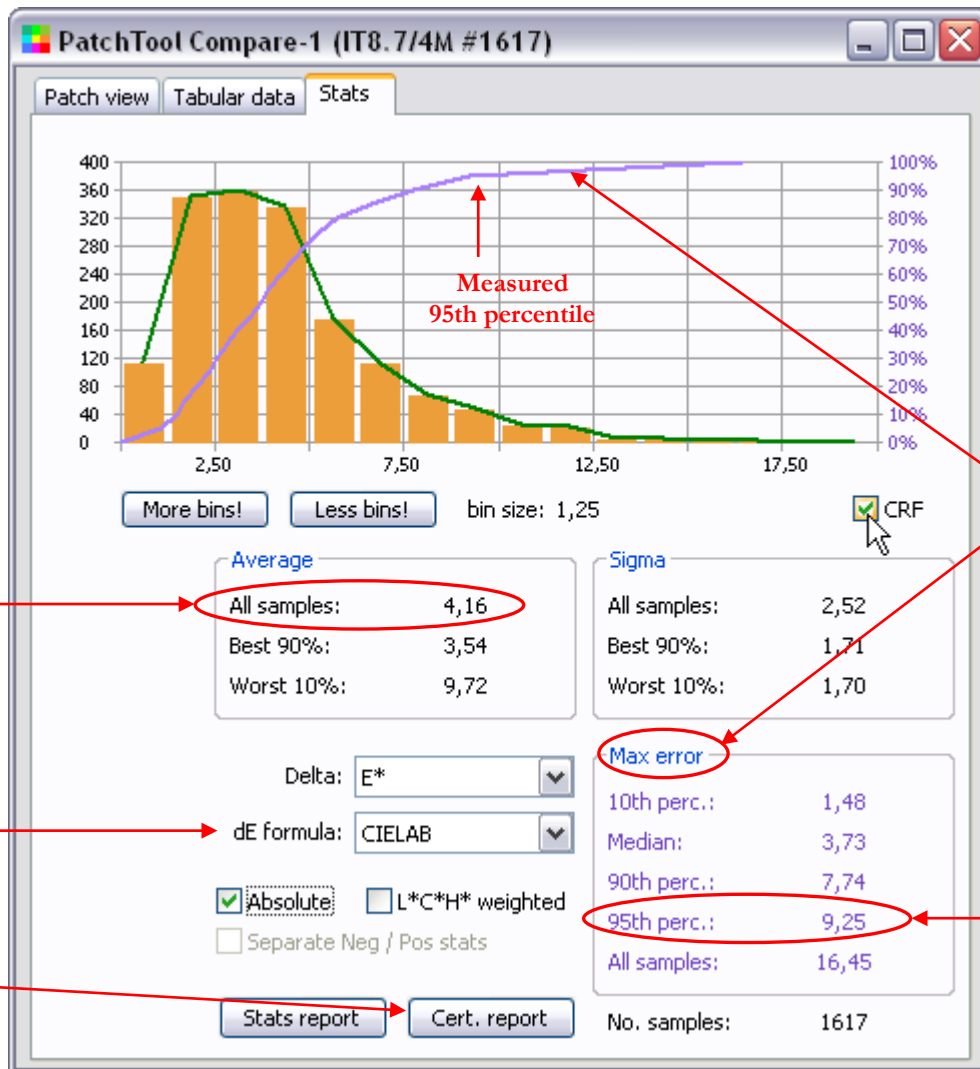 PatchTool Compare-1 (IT8.7/4M #1617)
Patch view Tabular data Stats
400 100%
360 90%
320 80%
280 70%
240 60%
200 50%
160 40%
120 30%
80 20%
40 10%
0 0%
Measured
95th percentile
2,50 7,50 12,50 17,50
More bins! Less bins! bin size: 1,25 CRF
Average
All samples: 4,16
Best 90%: 3,54
Worst 10%: 9,72
Sigma
All samples: 2,52
Best 90%: 1,71
Worst 10%: 1,70
Delta: E*
dE formula: CIELAB
Absolute L*C*H* weighted
Separate Neg / Pos stats
Stats report Cert. report
Max error
10th perc.: 1,48
Median: 3,73
90th perc.: 7,74
95th perc.: 9,25
All samples: 16,45
No. samples: 1617